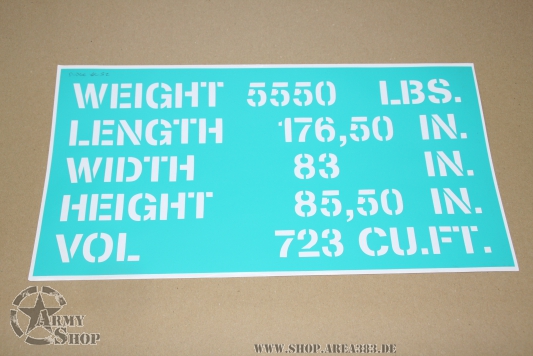 WEIGHT 5550 LBS.
LENGTH 176,50 IN.
WIDTH 83 IN.
HEIGHT 85,50 IN.
VOL 723 CU.FT.
ARMY
SHOP
WWW.SHOP.AREA383.DE